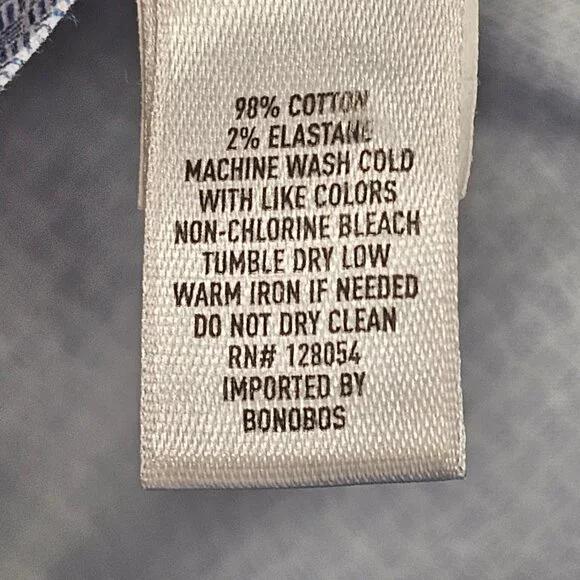 98% COTTON
2% ELASTANE
MACHINE WASH COLD
WITH LIKE COLORS
NON-CHLORINE BLEACH
TUMBLE DRY LOW
WARM IRON IF NEEDED
DO NOT DRY CLEAN
RN# 128054
IMPORTED BY
BONOBOS